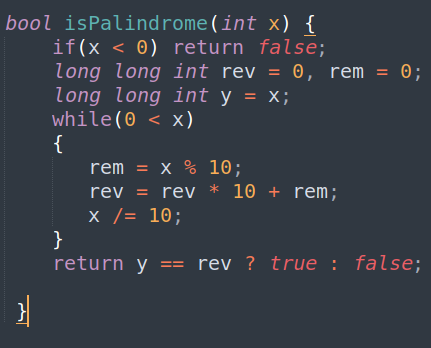 bool isPalindrome(int x) {
    if(x < 0) return false;
    long long int rev = 0, rem = 0;
    long long int y = x;
    while(0 < x)
    {
       rem = x % 10;
       rev = rev * 10 + rem;
       x /= 10;
    }
    return y == rev ? true : false;
 }